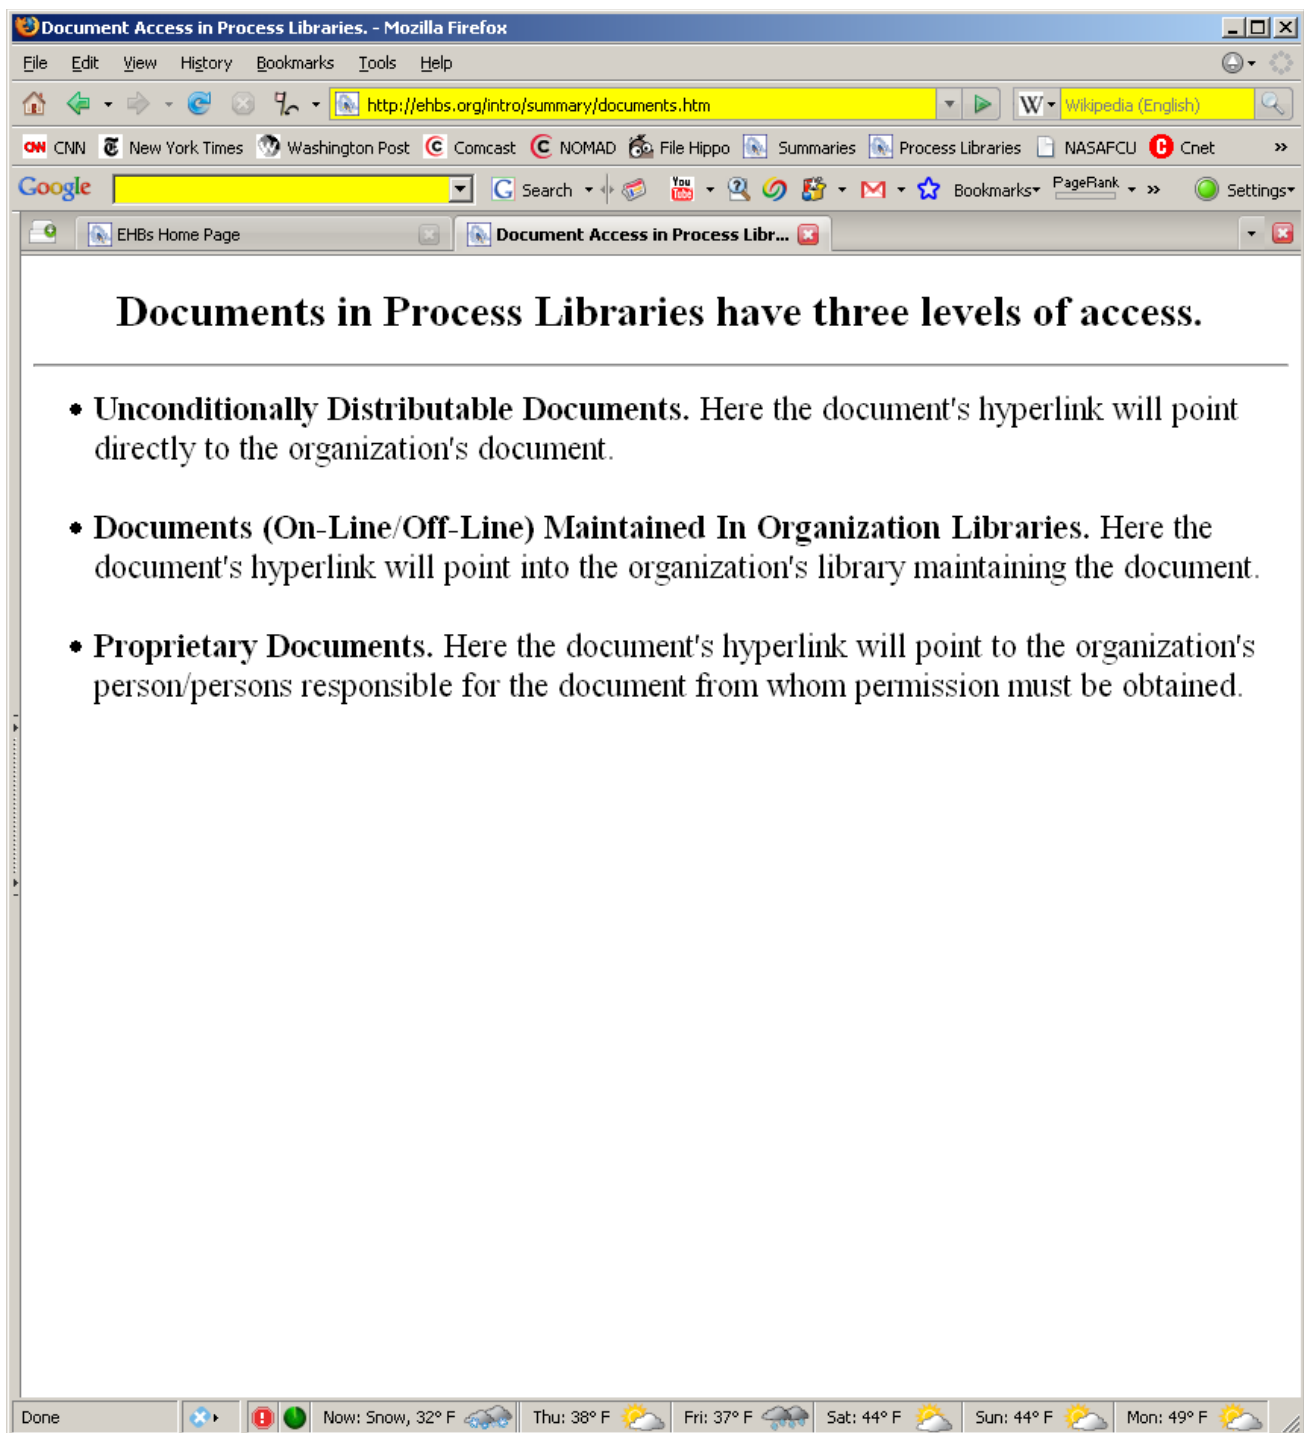 Document Access in Process Libraries. - Mozilla Firefox
File Edit View History Bookmarks Tools Help
http://ehbs.org/intro/summary/documents.htm W Wikipedia (English)
CNN CNN New York Times Washington Post C Comcast C NOMAD File Hippo Summaries Process Libraries NASAFCU C Cnet »
Google G Search You Tube Bookmarks PageRank » Settings
EHBs Home Page Document Access in Process Libr...
Documents in Process Libraries have three levels of access.
• Unconditionally Distributable Documents. Here the document's hyperlink will point
directly to the organization's document.
• Documents (On-Line/Off-Line) Maintained In Organization Libraries. Here the
document's hyperlink will point into the organization's library maintaining the document.
• Proprietary Documents. Here the document's hyperlink will point to the organization's
person/persons responsible for the document from whom permission must be obtained.
Done Now: Snow, 32° F Thu: 38° F Fri: 37° F Sat: 44° F Sun: 44° F Mon: 49° F